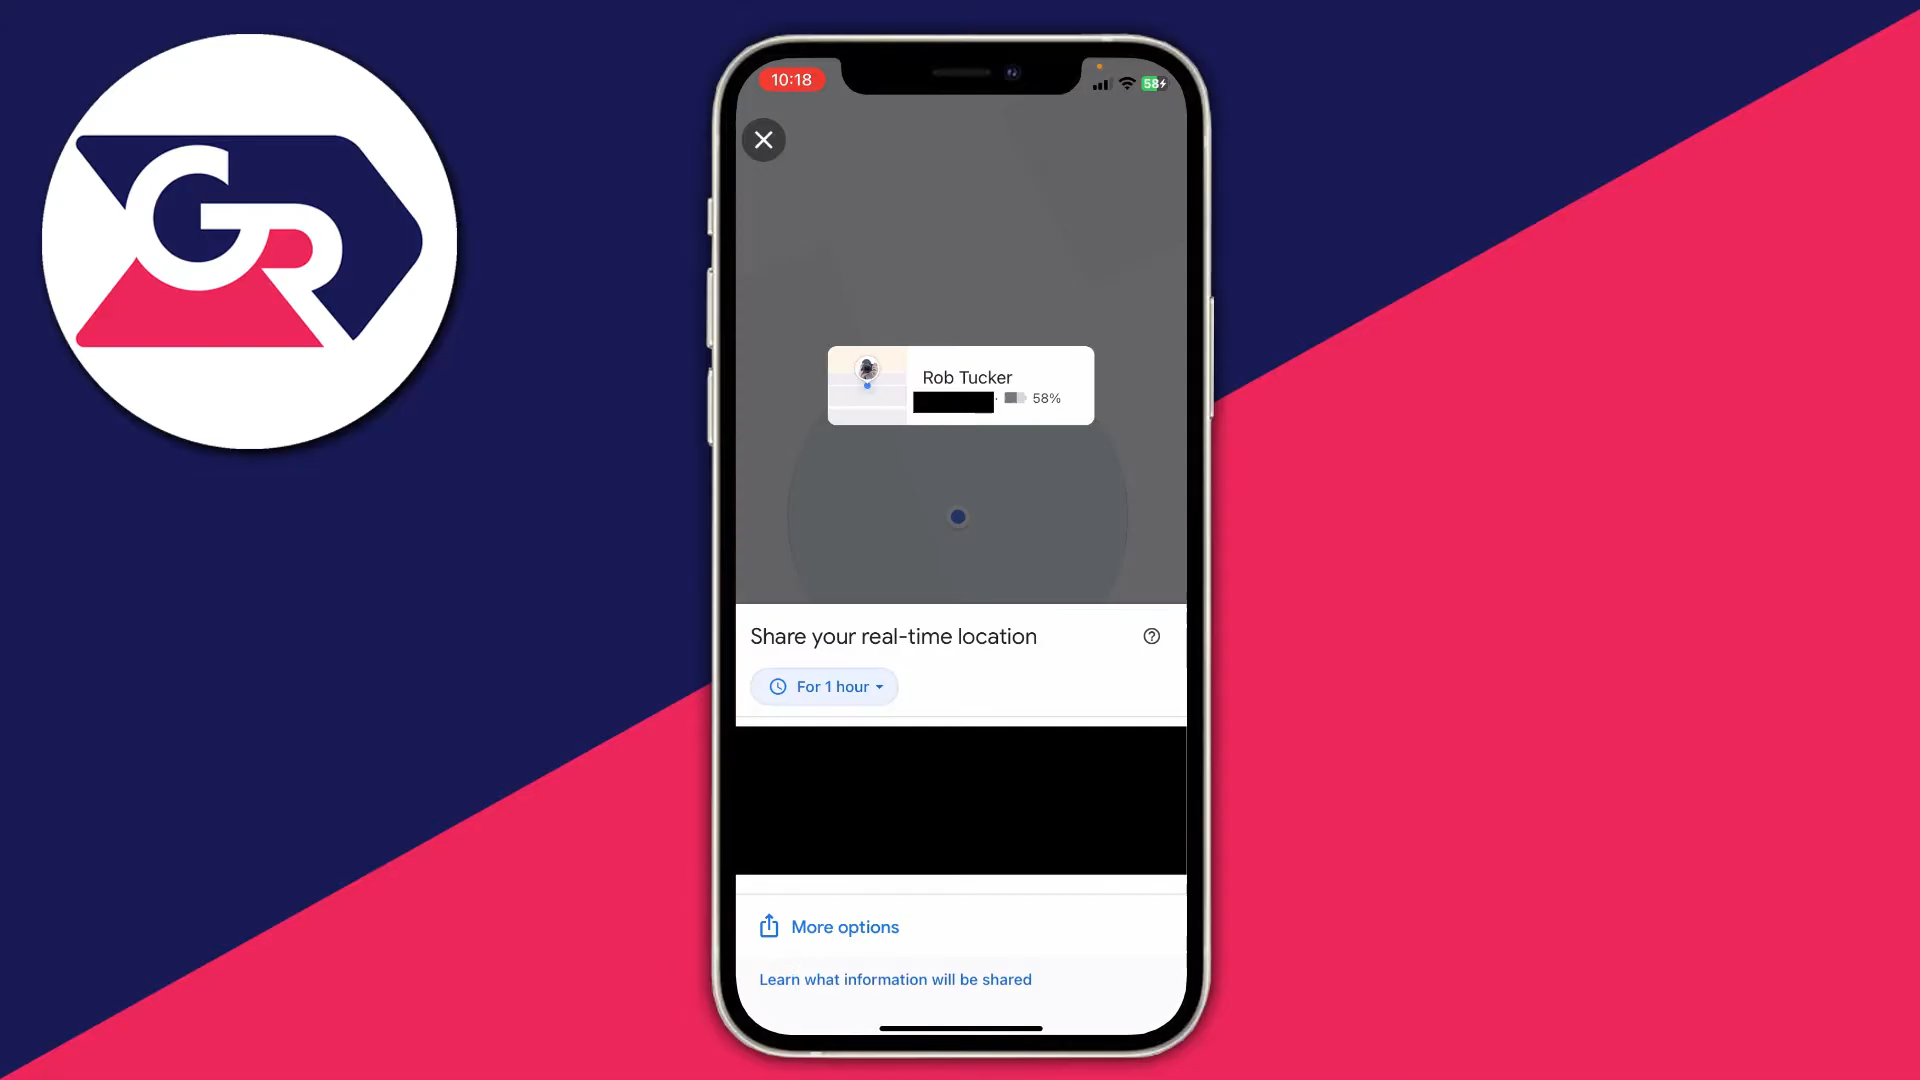 GR
10:18
58
Rob Tucker
· 58%
Share your real-time location
For 1 hour
More options
Learn what information will be shared